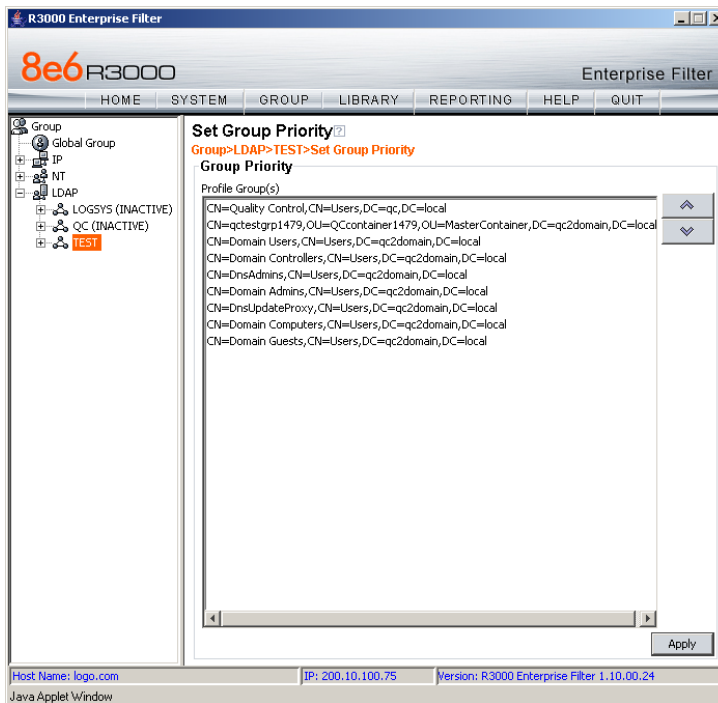 R3000 Enterprise Filter
8e6 R3000
Enterprise Filter
HOME SYSTEM GROUP LIBRARY REPORTING HELP QUIT
Group
Global Group
IP
NT
LDAP
LOGSYS (INACTIVE)
QC (INACTIVE)
TEST
Set Group Priority?
Group>LDAP>TEST>Set Group Priority
Group Priority
Profile Group(s)
CN=Quality Control,CN=Users,DC=qc,DC=local
CN=qctestgrp1479,OU=QCcontainer1479,OU=MasterContainer,DC=qc2domain,DC=local
CN=Domain Users,CN=Users,DC=qc2domain,DC=local
CN=Domain Controllers,CN=Users,DC=qc2domain,DC=local
CN=DnsAdmins,CN=Users,DC=qc2domain,DC=local
CN=Domain Admins,CN=Users,DC=qc2domain,DC=local
CN=DnsUpdateProxy,CN=Users,DC=qc2domain,DC=local
CN=Domain Computers,CN=Users,DC=qc2domain,DC=local
CN=Domain Guests,CN=Users,DC=qc2domain,DC=local
Apply
Host Name: logo.com
IP: 200.10.100.75
Version: R3000 Enterprise Filter 1.10.00.24
Java Applet Window